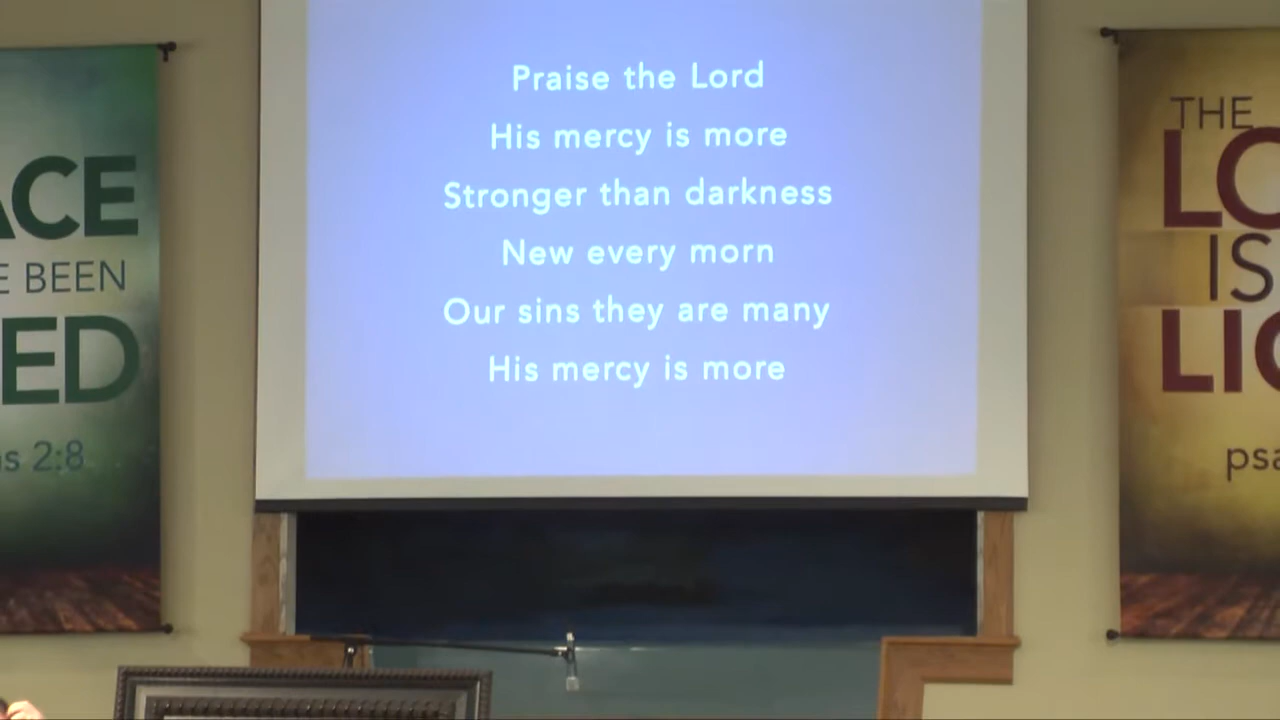 Praise the Lord
His mercy is more
Stronger than darkness
New every morn
Our sins they are many
His mercy is more
ACE
BEEN
ED
2:8
THE
LO
IS
LIG
psa